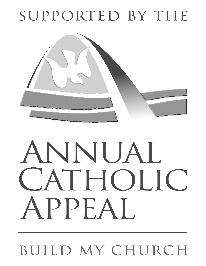 SUPPORTED BY THE
ANNUAL
CATHOLIC
APPEAL
BUILD MY CHURCH